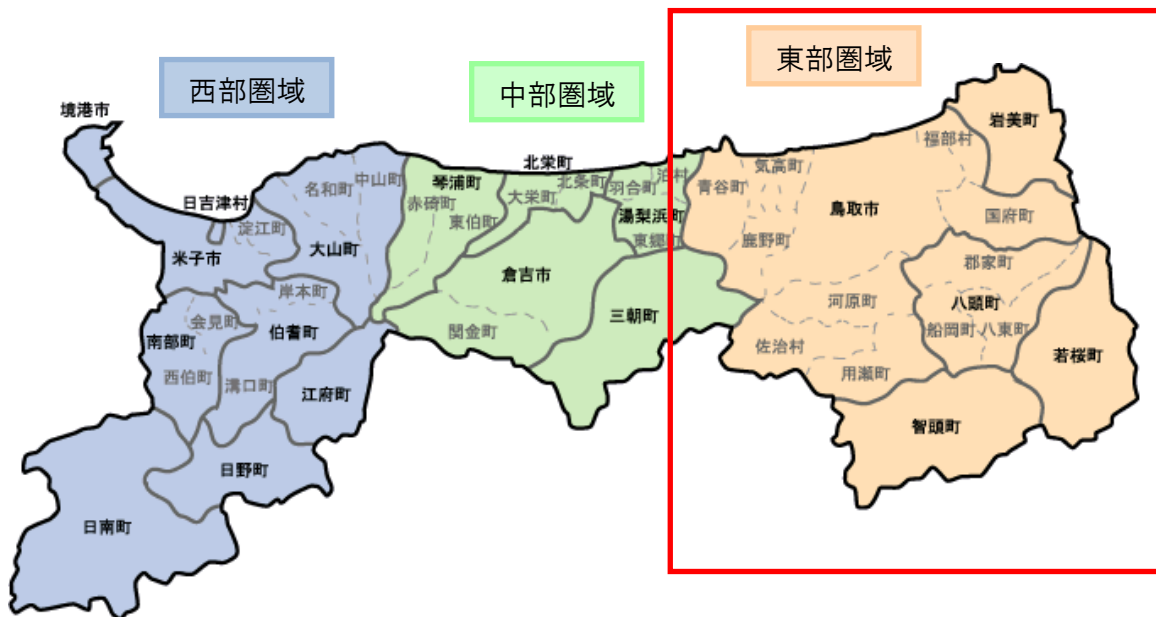 西部圏域
中部圏域
東部圏域
境港市
日吉津村
米子市
淀江町
名和町
中山町
大山町
南部町
会見町
西伯町
岸本町
伯耆町
溝口町
江府町
日野町
日南町
北栄町
琴浦町
赤碕町
東伯町
大栄町
北条町
羽合町
泊村
湯梨浜町
東郷町
倉吉市
関金町
三朝町
岩美町
福部村
気高町
青谷町
鳥取市
国府町
鹿野町
郡家町
河原町
八頭町
船岡町
八東町
佐治村
用瀬町
若桜町
智頭町